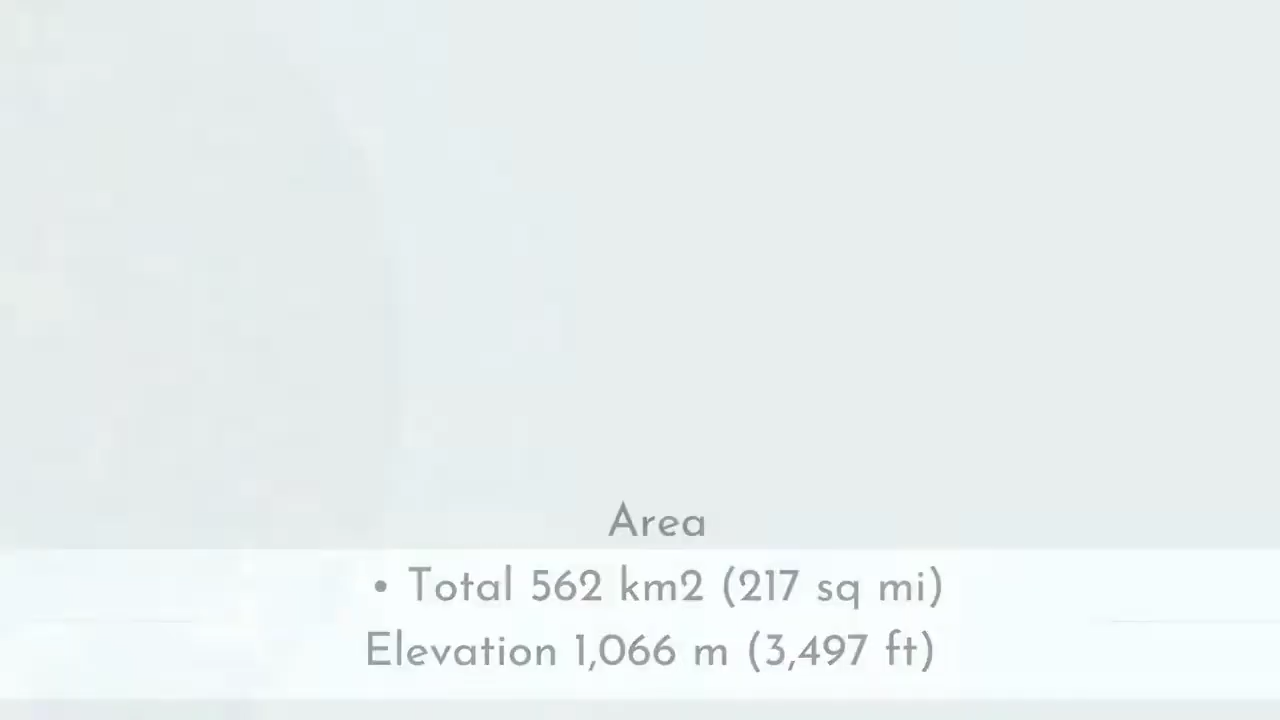 Area
• Total 562 km2 (217 sq mi)
Elevation 1,066 m (3,497 ft)